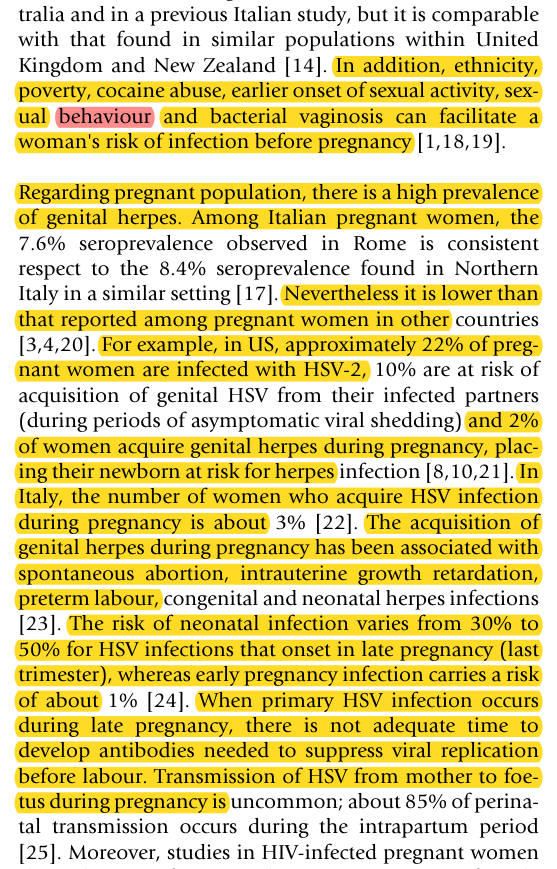 tralia and in a previous Italian study, but it is comparable
with that found in similar populations within United
Kingdom and New Zealand [14]. In addition, ethnicity,
poverty, cocaine abuse, earlier onset of sexual activity, sex-
ual behaviour and bacterial vaginosis can facilitate a
woman's risk of infection before pregnancy [1,18,19].
Regarding pregnant population, there is a high prevalence
of genital herpes. Among Italian pregnant women, the
7.6% seroprevalence observed in Rome is consistent
respect to the 8.4% seroprevalence found in Northern
Italy in a similar setting [17]. Nevertheless it is lower than
that reported among pregnant women in other countries
[3,4,20]. For example, in US, approximately 22% of preg-
nant women are infected with HSV-2, 10% are at risk of
acquisition of genital HSV from their infected partners
(during periods of asymptomatic viral shedding) and 2%
of women acquire genital herpes during pregnancy, plac-
ing their newborn at risk for herpes infection [8,10,21]. In
Italy, the number of women who acquire HSV infection
during pregnancy is about 3% [22]. The acquisition of
genital herpes during pregnancy has been associated with
spontaneous abortion, intrauterine growth retardation,
preterm labour, congenital and neonatal herpes infections
[23]. The risk of neonatal infection varies from 30% to
50% for HSV infections that onset in late pregnancy (last
trimester), whereas early pregnancy infection carries a risk
of about 1% [24]. When primary HSV infection occurs
during late pregnancy, there is not adequate time to
develop antibodies needed to suppress viral replication
before labour. Transmission of HSV from mother to foe-
tus during pregnancy is uncommon; about 85% of perina-
tal transmission occurs during the intrapartum period
[25]. Moreover, studies in HIV-infected pregnant women